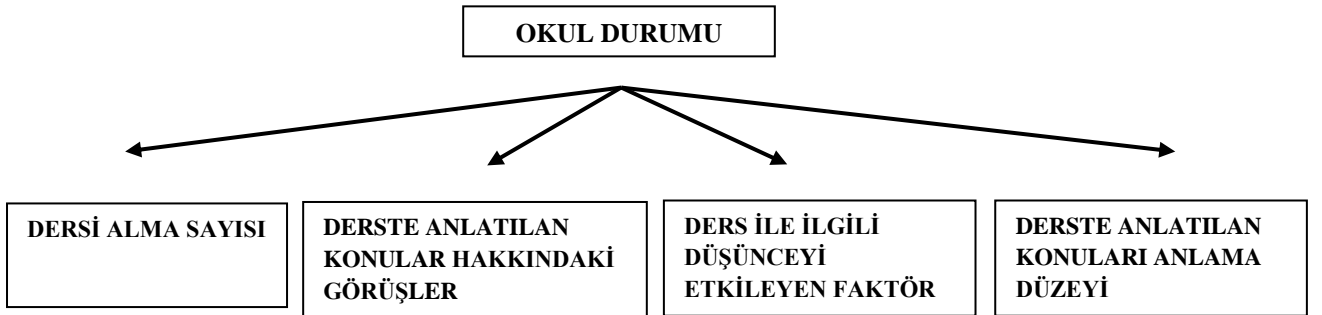 OKUL DURUMU
DERSİ ALMA SAYISI
DERSTE ANLATILAN
KONULAR HAKKINDAKİ
GÖRÜŞLER
DERS İLE İLGİLİ
DÜŞÜNCEYİ
ETKİLEYEN FAKTÖR
DERSTE ANLATILAN
KONULARI ANLAMA
DÜZEYİ